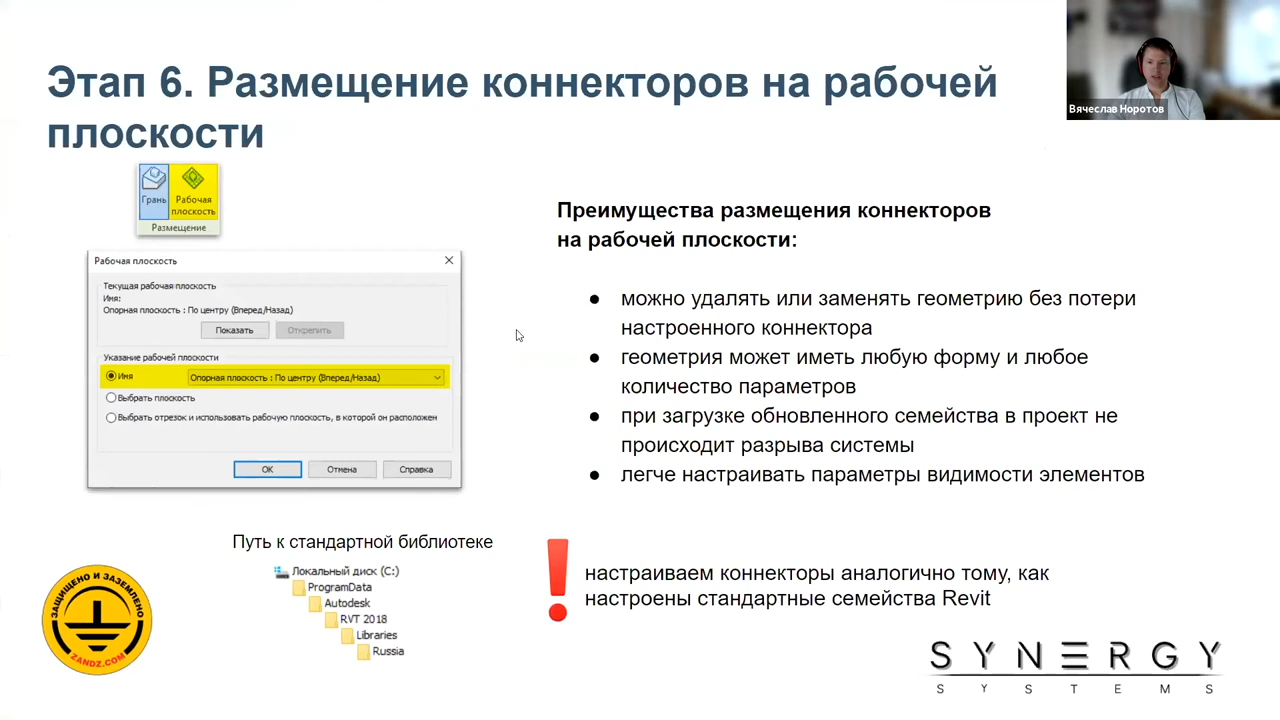 Этап 6. Размещение коннекторов на рабочей
плоскости
Вячеслав Норотов
Грань
Рабочая
плоскость
Размещение
Рабочая плоскость
Текущая рабочая плоскость
Имя:
Опорная плоскость : По центру (Вперед/Назад)
Показать
Открепить
Указание рабочей плоскости
Имя
Опорная плоскость : По центру (Вперед/Назад)
Выбрать плоскость
Выбрать отрезок и использовать рабочую плоскость, в которой он расположен
ОК
Отмена
Справка
Преимущества размещения коннекторов
на рабочей плоскости:
● можно удалять или заменять геометрию без потери
настроенного коннектора
● геометрия может иметь любую форму и любое
количество параметров
● при загрузке обновленного семейства в проект не
происходит разрыва системы
● легче настраивать параметры видимости элементов
Путь к стандартной библиотеке
Локальный диск (C:)
ProgramData
Autodesk
RVT 2018
Libraries
Russia
настраиваем коннекторы аналогично тому, как
настроены стандартные семейства Revit
ЗАЩИЩЕНО И ЗАЗЕМЛЕНО
ZANDZ.COM
SYNERGY
SYSTEMS